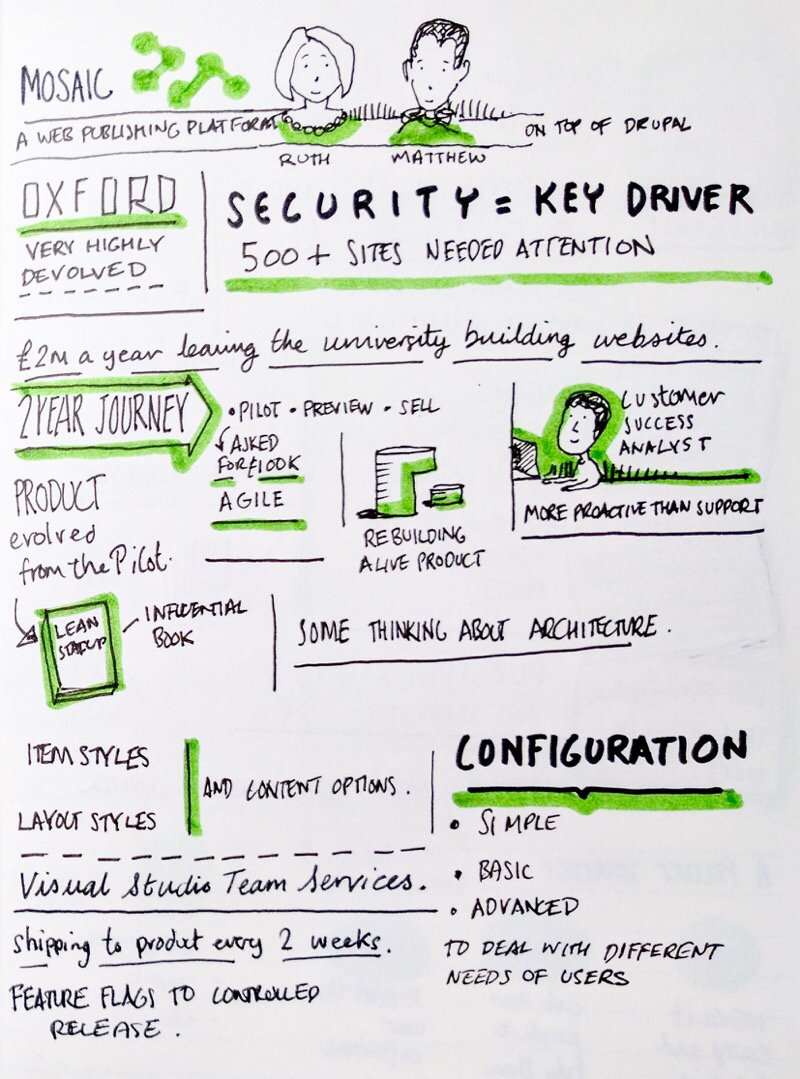 MOSAIC
A WEB PUBLISHING PLATFORM
ON TOP OF DRUPAL
RUTH
MATTHEW
OXFORD
VERY HIGHLY
DEVOLVED
SECURITY = KEY DRIVER
500+ SITES NEEDED ATTENTION
£2M a year leaving the university building websites.
2 YEAR JOURNEY
• PILOT • PREVIEW • SELL
ASKED
FOR £100K
AGILE
PRODUCT
evolved
from the Pilot.
REBUILDING
A LIVE PRODUCT
Customer
SUCCESS
ANALYST
MORE PROACTIVE THAN SUPPORT
LEAN
STARTUP
INFLUENTIAL
BOOK
SOME THINKING ABOUT ARCHITECTURE.
ITEM STYLES
LAYOUT STYLES
AND CONTENT OPTIONS.
Visual Studio Team Services.
Shipping to product every 2 weeks.
FEATURE FLAGS TO CONTROLLED
RELEASE.
CONFIGURATION
• SIMPLE
• BASIC
• ADVANCED
TO DEAL WITH DIFFERENT
NEEDS OF USERS